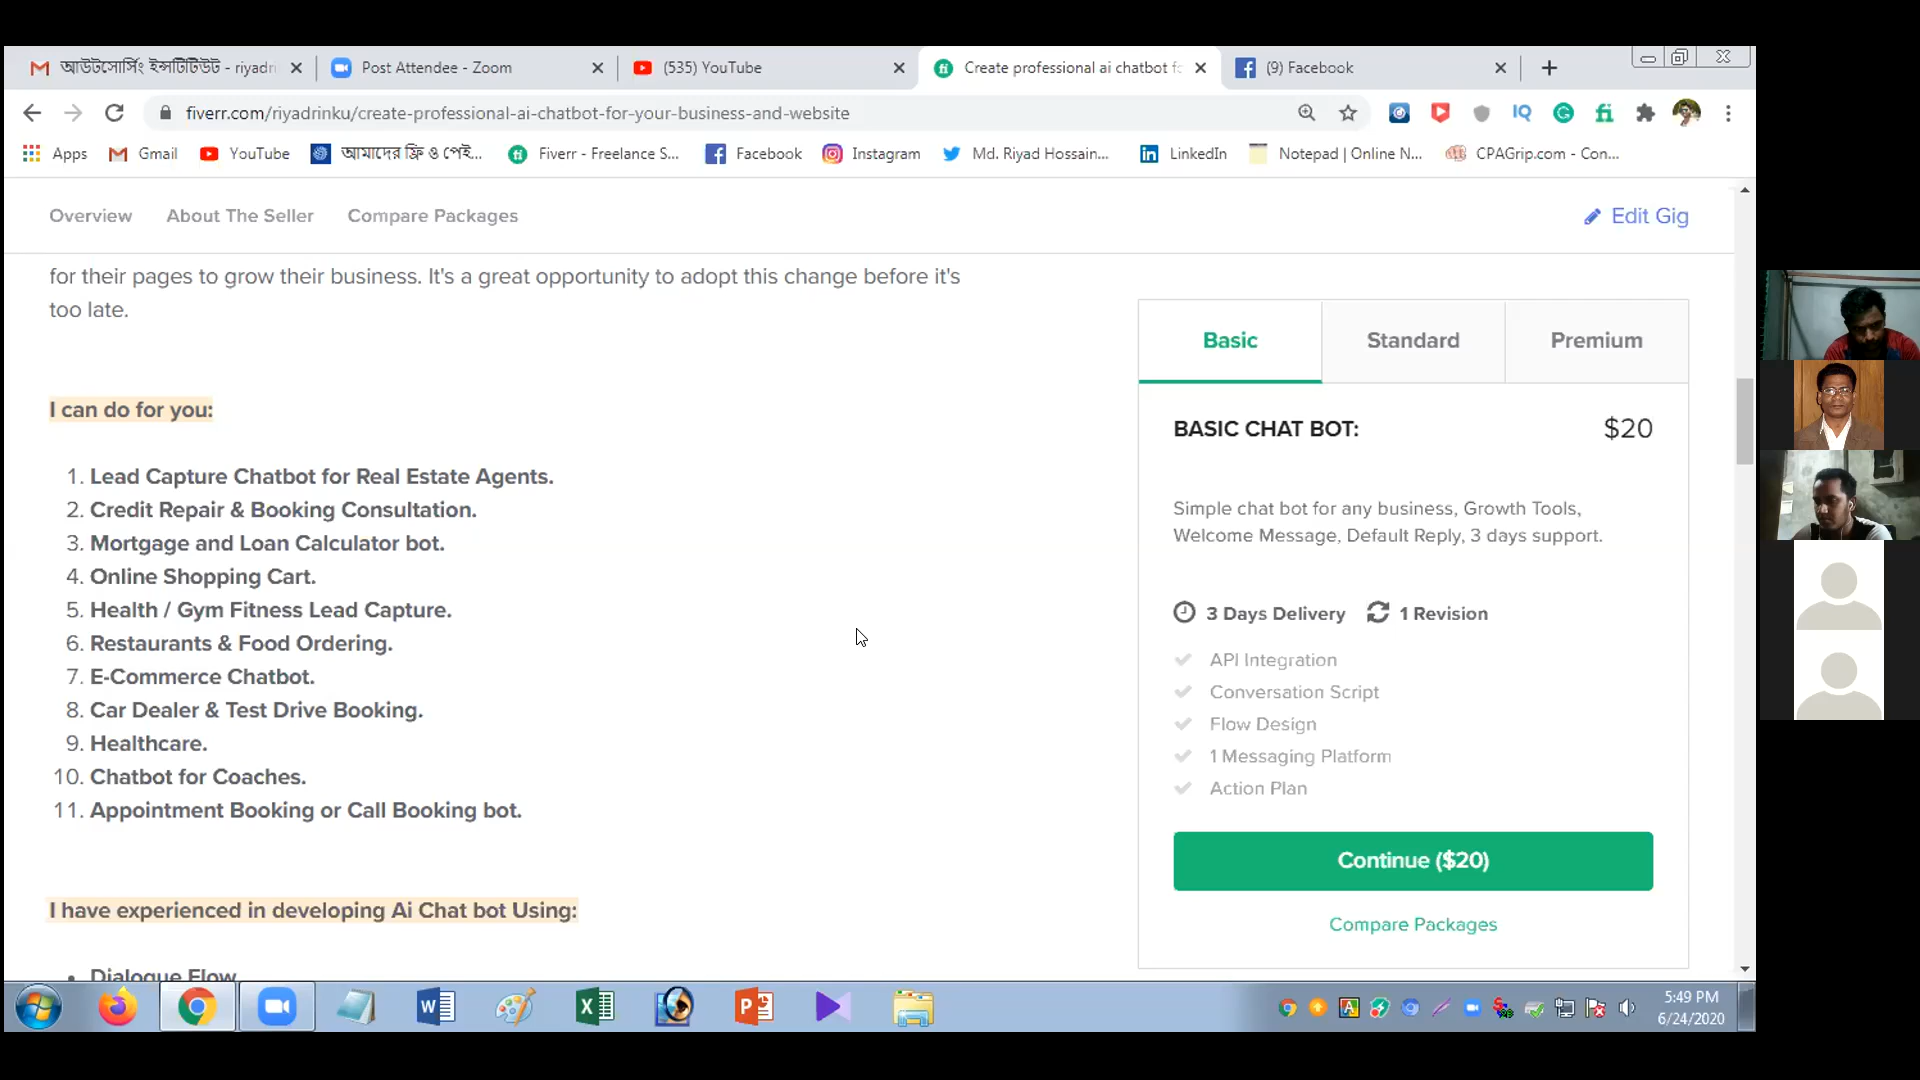 আউটসোর্সিং ইন্সটিটিউট - riyadri
Post Attendee - Zoom
(535) YouTube
Create professional ai chatbot fo
(9) Facebook
fiverr.com/riyadrinku/create-professional-ai-chatbot-for-your-business-and-website
Apps
Gmail
YouTube
আমাদের ফ্রি ও পেই...
Fiverr - Freelance S...
Facebook
Instagram
Md. Riyad Hossain...
LinkedIn
Notepad | Online N...
CPAGrip.com - Con...
Overview
About The Seller
Compare Packages
Edit Gig
for their pages to grow their business. It's a great opportunity to adopt this change before it's
too late.
I can do for you:
1. Lead Capture Chatbot for Real Estate Agents.
2. Credit Repair & Booking Consultation.
3. Mortgage and Loan Calculator bot.
4. Online Shopping Cart.
5. Health / Gym Fitness Lead Capture.
6. Restaurants & Food Ordering.
7. E-Commerce Chatbot.
8. Car Dealer & Test Drive Booking.
9. Healthcare.
10. Chatbot for Coaches.
11. Appointment Booking or Call Booking bot.
I have experienced in developing Ai Chat bot Using:
• Dialogue Flow
Basic
Standard
Premium
BASIC CHAT BOT:
$20
Simple chat bot for any business, Growth Tools,
Welcome Message, Default Reply, 3 days support.
3 Days Delivery
1 Revision
API Integration
Conversation Script
Flow Design
1 Messaging Platform
Action Plan
Continue ($20)
Compare Packages
5:49 PM
6/24/2020